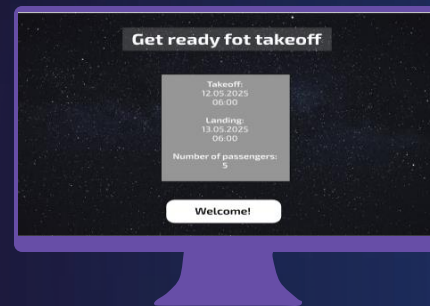 Get ready fot takeoff
Takeoff:
12.05.2025
06:00
Landing:
13.05.2025
06:00
Number of passengers:
5
Welcome!